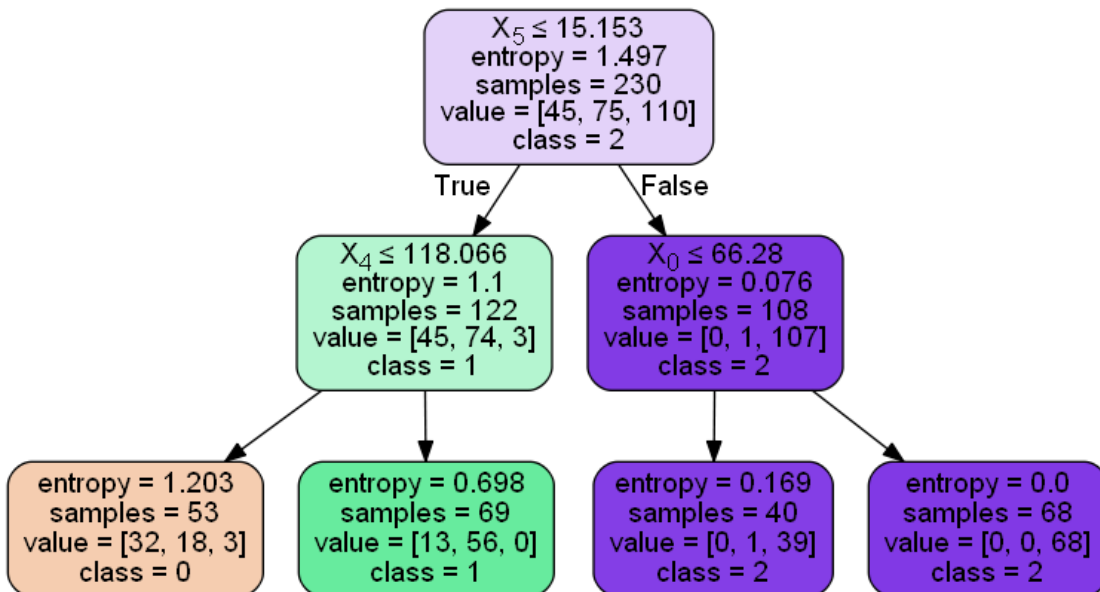 X₅ ≤ 15.153
entropy = 1.497
samples = 230
value = [45, 75, 110]
class = 2
True
False
X₄ ≤ 118.066
entropy = 1.1
samples = 122
value = [45, 74, 3]
class = 1
X₀ ≤ 66.28
entropy = 0.076
samples = 108
value = [0, 1, 107]
class = 2
entropy = 1.203
samples = 53
value = [32, 18, 3]
class = 0
entropy = 0.698
samples = 69
value = [13, 56, 0]
class = 1
entropy = 0.169
samples = 40
value = [0, 1, 39]
class = 2
entropy = 0.0
samples = 68
value = [0, 0, 68]
class = 2